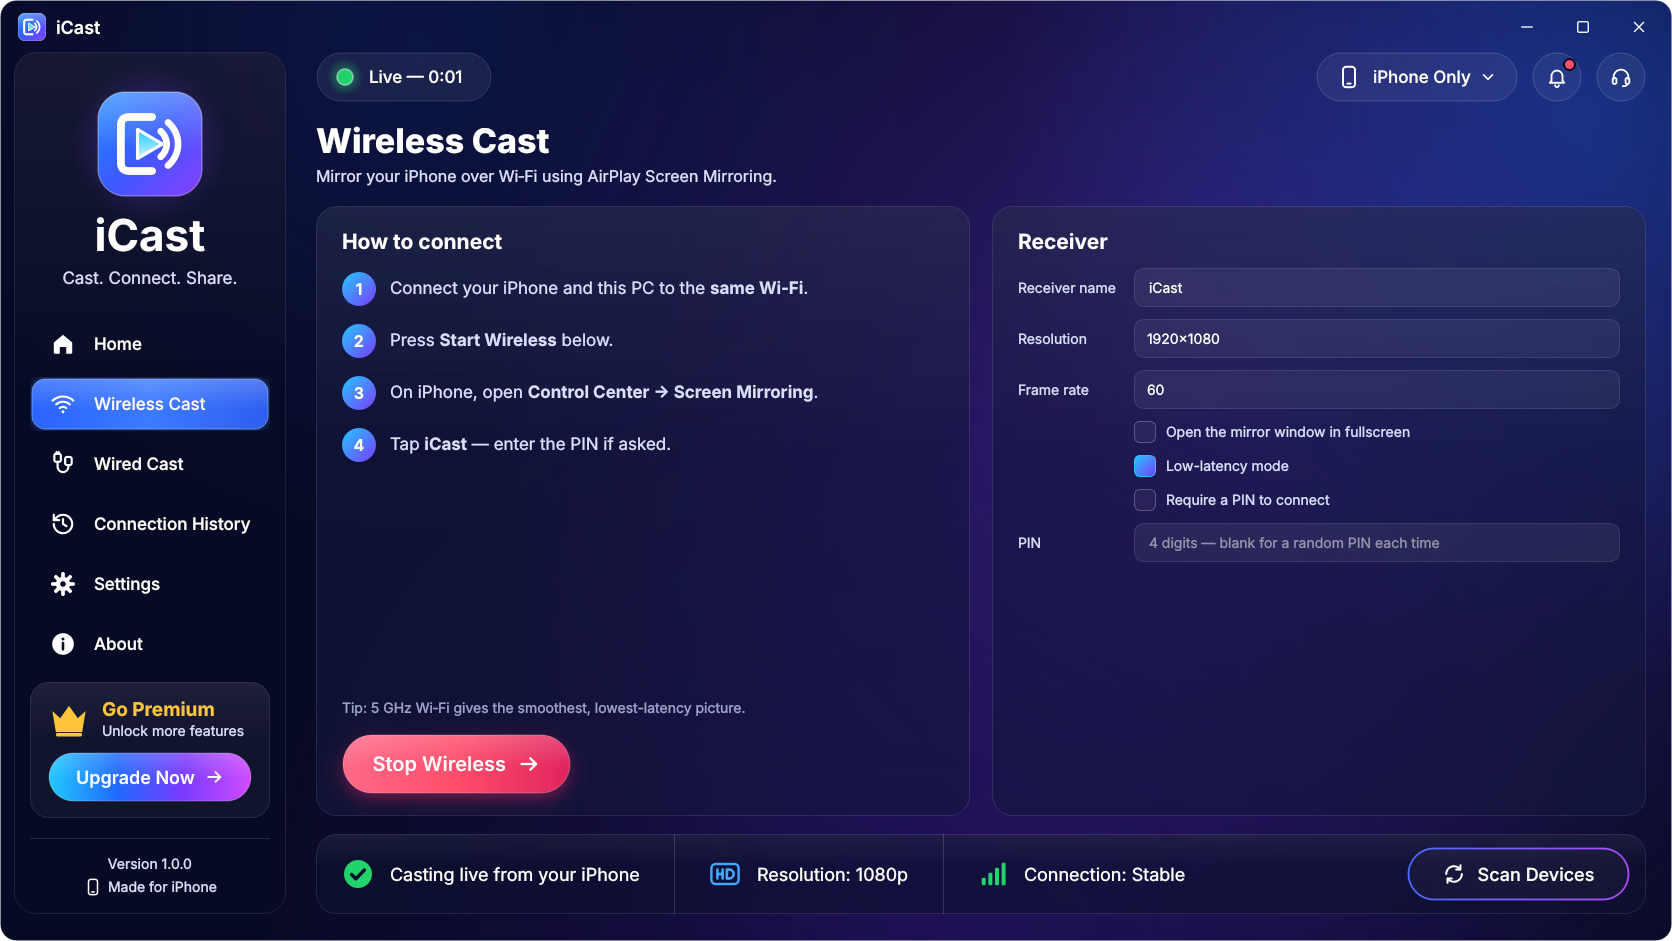 iCast
iCast
Cast. Connect. Share.
Home
Wireless Cast
Wired Cast
Connection History
Settings
About
Go Premium
Unlock more features
Upgrade Now →
Version 1.0.0
Made for iPhone
Live — 0:01
iPhone Only
Wireless Cast
Mirror your iPhone over Wi-Fi using AirPlay Screen Mirroring.
How to connect
1 Connect your iPhone and this PC to the same Wi-Fi.
2 Press Start Wireless below.
3 On iPhone, open Control Center → Screen Mirroring.
4 Tap iCast — enter the PIN if asked.
Tip: 5 GHz Wi-Fi gives the smoothest, lowest-latency picture.
Stop Wireless →
Receiver
Receiver name iCast
Resolution 1920×1080
Frame rate 60
Open the mirror window in fullscreen
Low-latency mode
Require a PIN to connect
PIN 4 digits — blank for a random PIN each time
Casting live from your iPhone
HD Resolution: 1080p
Connection: Stable
Scan Devices